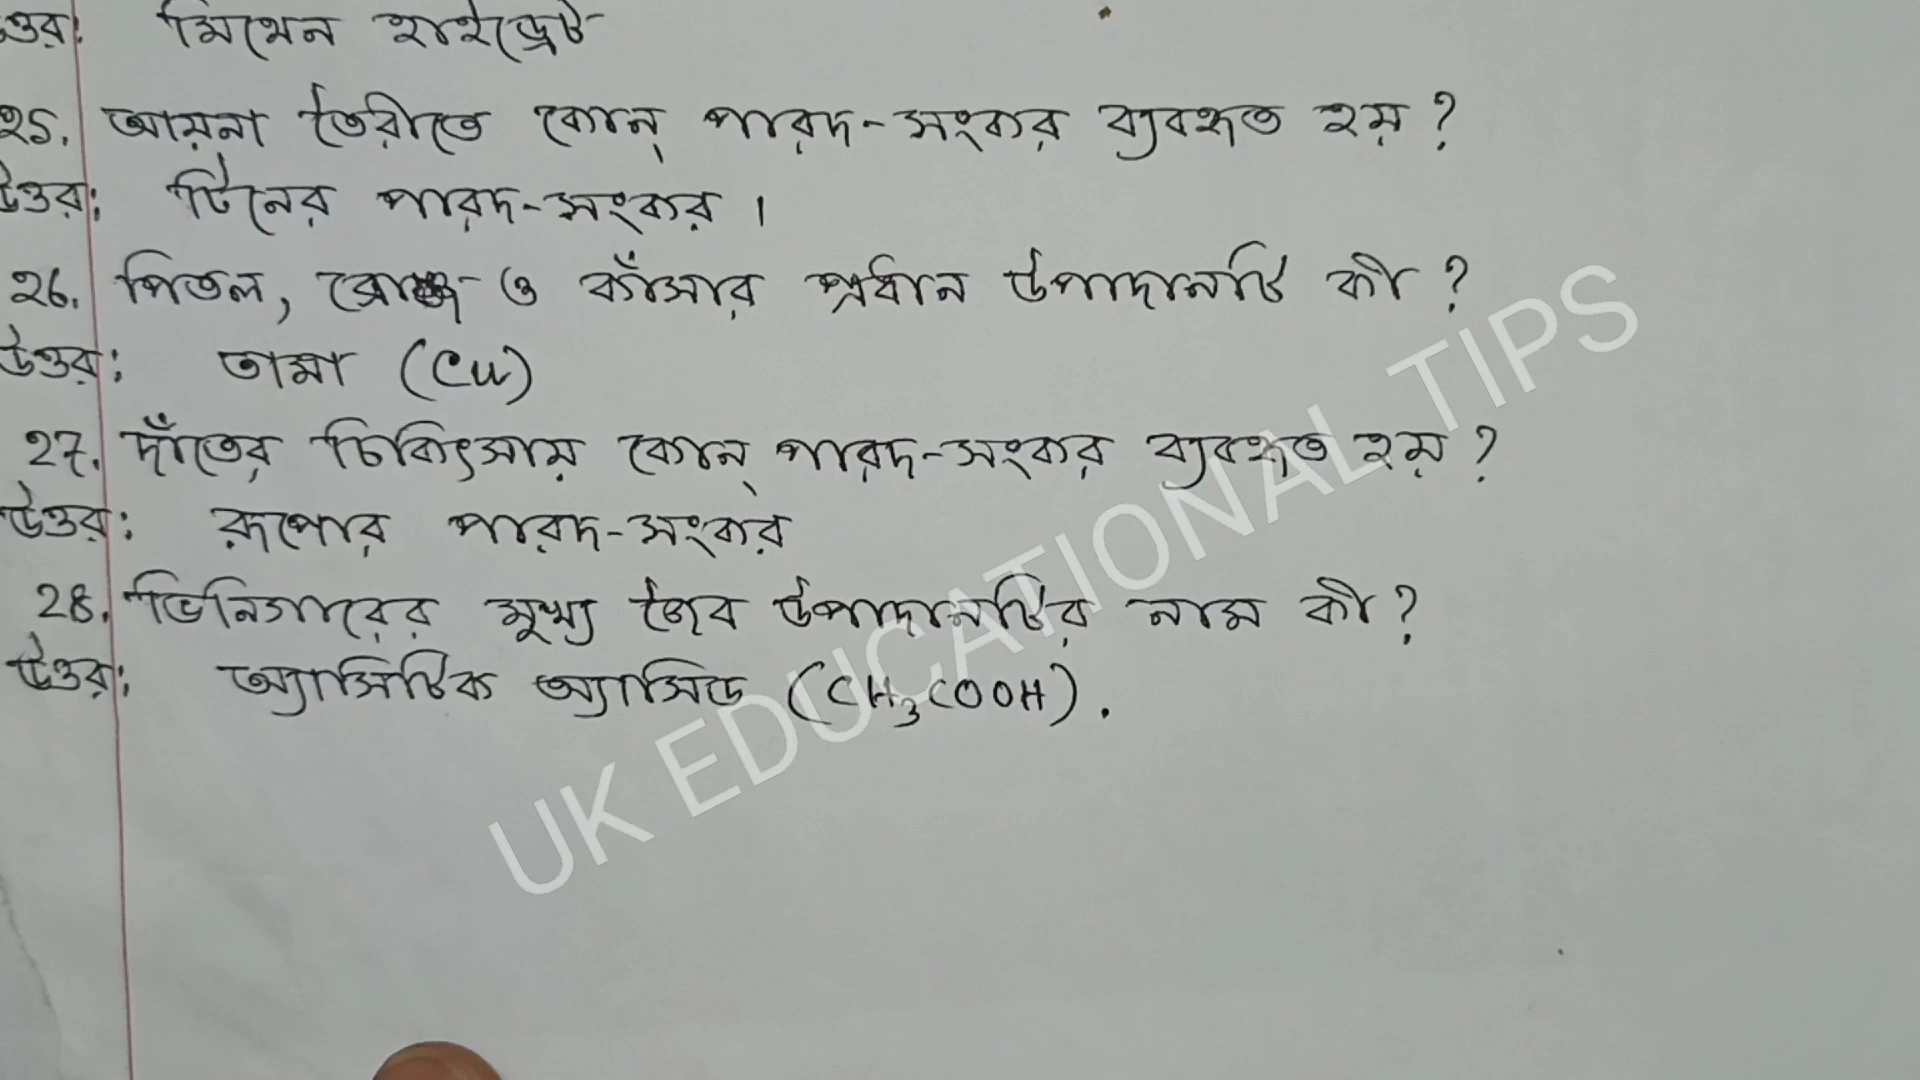 উত্তর: মিথেন হাইড্রেট
২5. আয়না তৈরীতে কোন্ পারদ-সংকর ব্যবহৃত হয় ?
উত্তর: টিনের পারদ-সংকর ।
২6. পিতল, ব্রোঞ্জ ও কাঁসার প্রধান উপাদানটি কী ?
উত্তর: তামা (Cu)
27. দাঁতের চিকিৎসায় কোন্ পারদ-সংকর ব্যবহৃত হয় ?
উত্তর: রূপোর পারদ-সংকর
28. ভিনিগারের মুখ্য জৈব উপাদানটির নাম কী ?
উত্তর: অ্যাসিটিক অ্যাসিড (CH₃COOH).
UK EDUCATIONAL TIPS